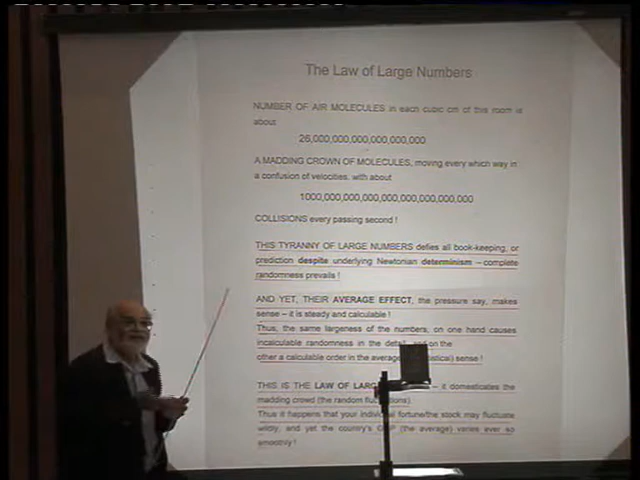 The Law of Large Numbers
NUMBER OF AIR MOLECULES in each cubic cm of this room is
about
26,000,000,000,000,000,000
A MADDING CROWN OF MOLECULES, moving every which way in
a confusion of velocities, with about
1000,000,000,000,000,000,000,000,000
COLLISIONS every passing second !
THIS TYRANNY OF LARGE NUMBERS defies all book-keeping, or
prediction despite underlying Newtonian determinism – complete
randomness prevails !
AND YET, THEIR AVERAGE EFFECT, the pressure say, makes
sense – it is steady and calculable !
Thus, the same largeness of the numbers, on one hand causes
incalculable randomness in the and on the
other a calculable order in the average sense !
THIS IS THE LAW OF – it domesticates the
madding crowd (the random
Thus it happens that your fortune/the stock may fluctuate
wildly, and yet the country's (the average) varies ever so
smoothly !